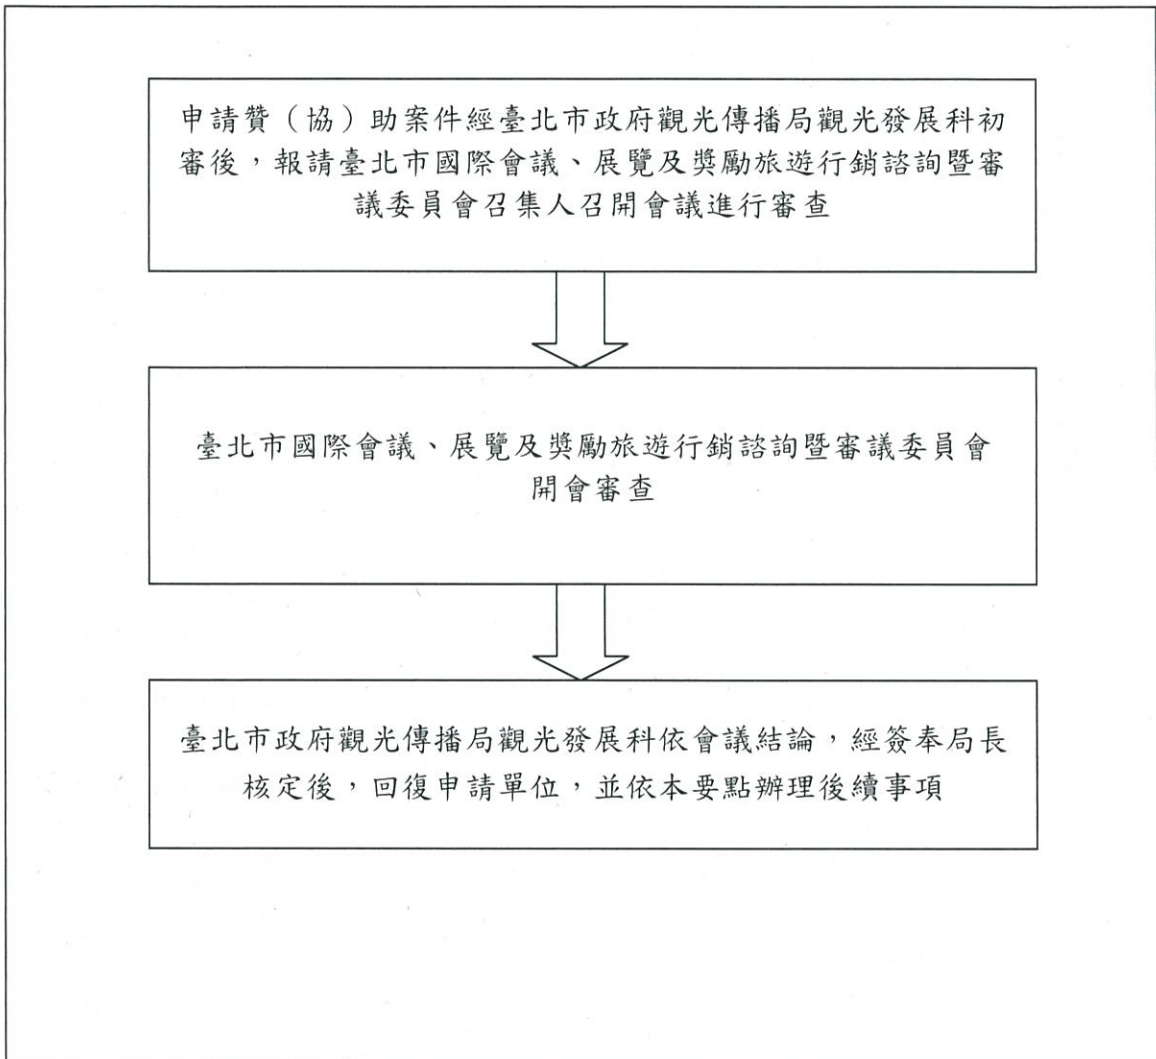 申請贊（協）助案件經臺北市政府觀光傳播局觀光發展科初
審後，報請臺北市國際會議、展覽及獎勵旅遊行銷諮詢暨審
議委員會召集人召開會議進行審查
臺北市國際會議、展覽及獎勵旅遊行銷諮詢暨審議委員會
開會審查
臺北市政府觀光傳播局觀光發展科依會議結論，經簽奉局長
核定後，回復申請單位，並依本要點辦理後續事項